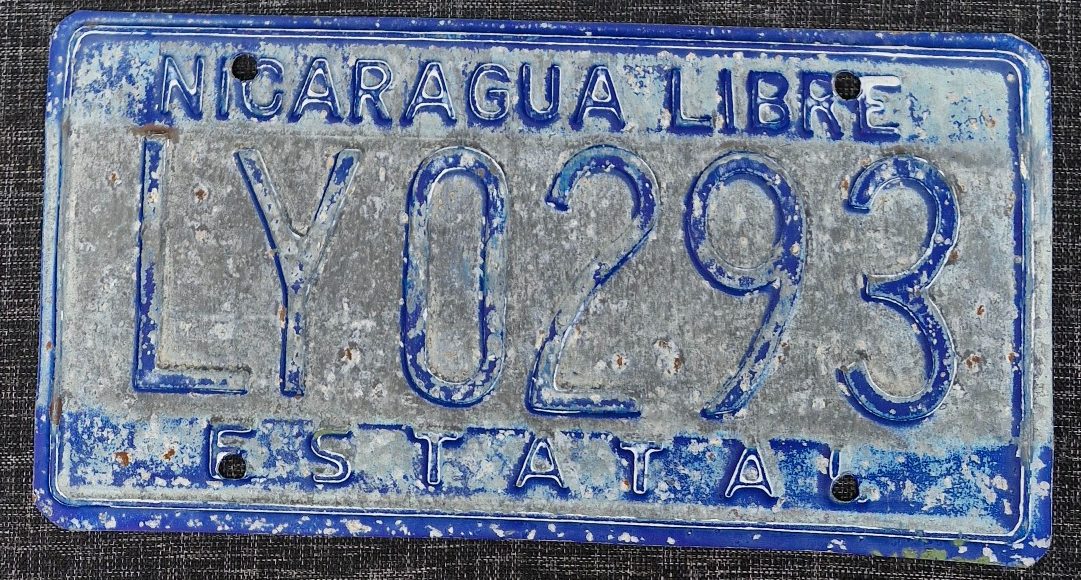 NICARAGUA LIBRE
LY0293
ESTATAL